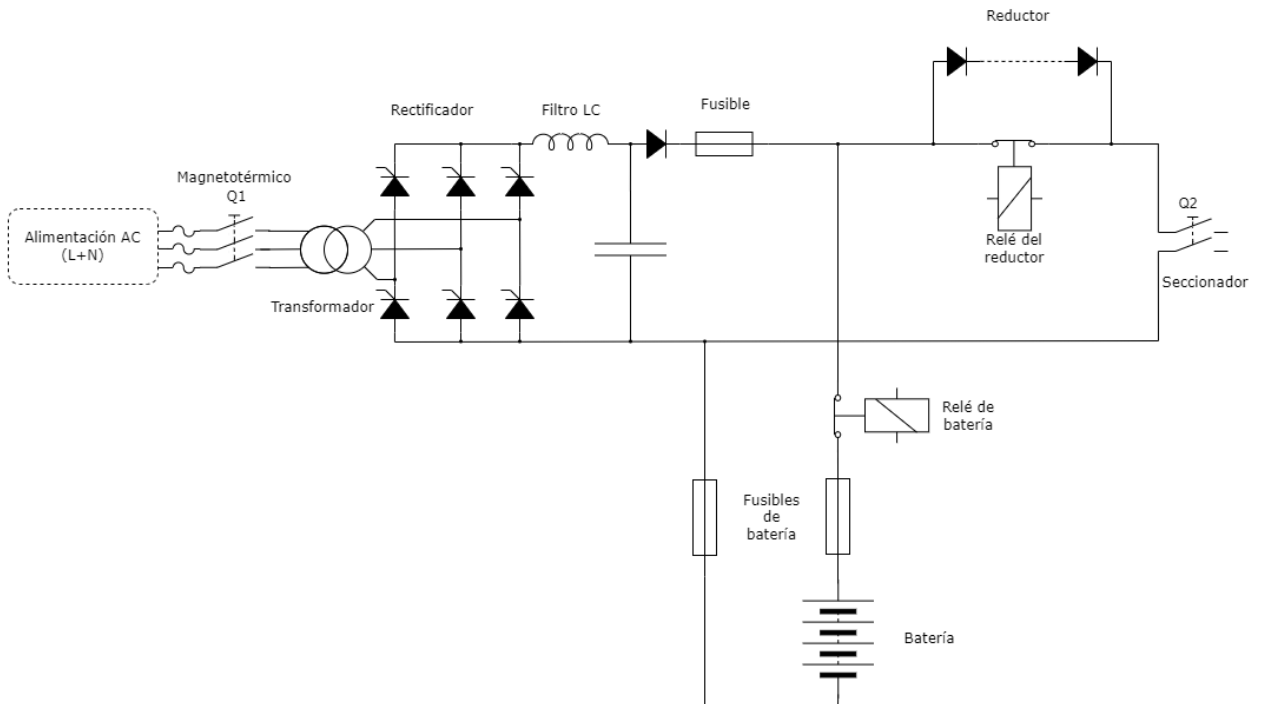 Reductor
Rectificador
Filtro LC
Fusible
Magnetotérmico
Q1
Alimentación AC
(L+N)
Transformador
Relé del
reductor
Q2
Seccionador
Relé de
batería
Fusibles
de
batería
Batería